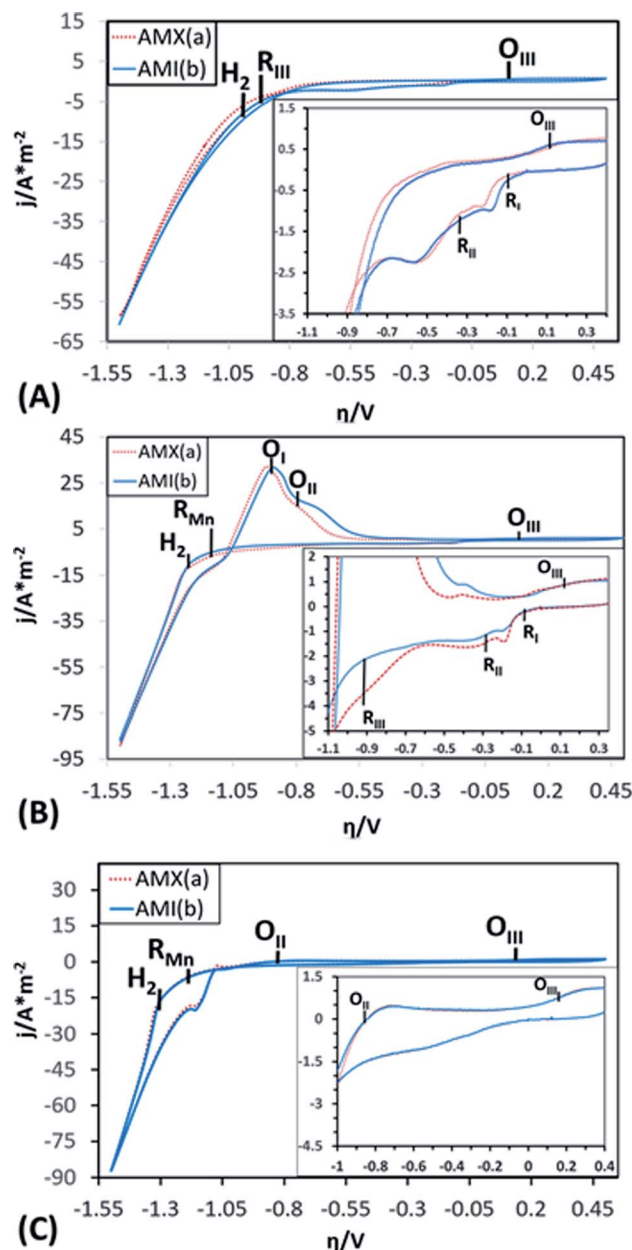 15
5
-5
-15
-25
-35
-45
-55
-65
j/A*m-2
AMX(a)
AMI(b)
H2
RIII
OIII
1.5
0.5
0.5
1.5
2.5
3.5
OIII
RI
RII
-1.1 -0.9 -0.7 -0.5 -0.3 -0.1 0.1 0.3
-1.55 -1.3 -1.05 -0.8 -0.55 -0.3 -0.05 0.2 0.45
(A)
η/V
45
25
5
-15
-35
-55
-75
-95
j/A*m-2
AMX(a)
AMI(b)
OI
OII
RMn
H2
OIII
2
1
0
-1
-2
-3
-4
-5
OIII
RI
RII
RIII
-1.1 -0.9 -0.7 -0.5 -0.3 -0.1 0.1 0.3
-1.55 -1.3 -1.05 -0.8 -0.55 -0.3 -0.05 0.2 0.45
(B)
η/V
30
15
0
-15
-30
-45
-60
-75
-90
j/A*m-2
AMX(a)
AMI(b)
RMn
H2
OII
OIII
1.5
0
-1.5
-3
-4.5
OII
OIII
-1 -0.8 -0.6 -0.4 -0.2 0 0.2 0.4
-1.55 -1.3 -1.05 -0.8 -0.55 -0.3 -0.05 0.2 0.45
(C)
η/V